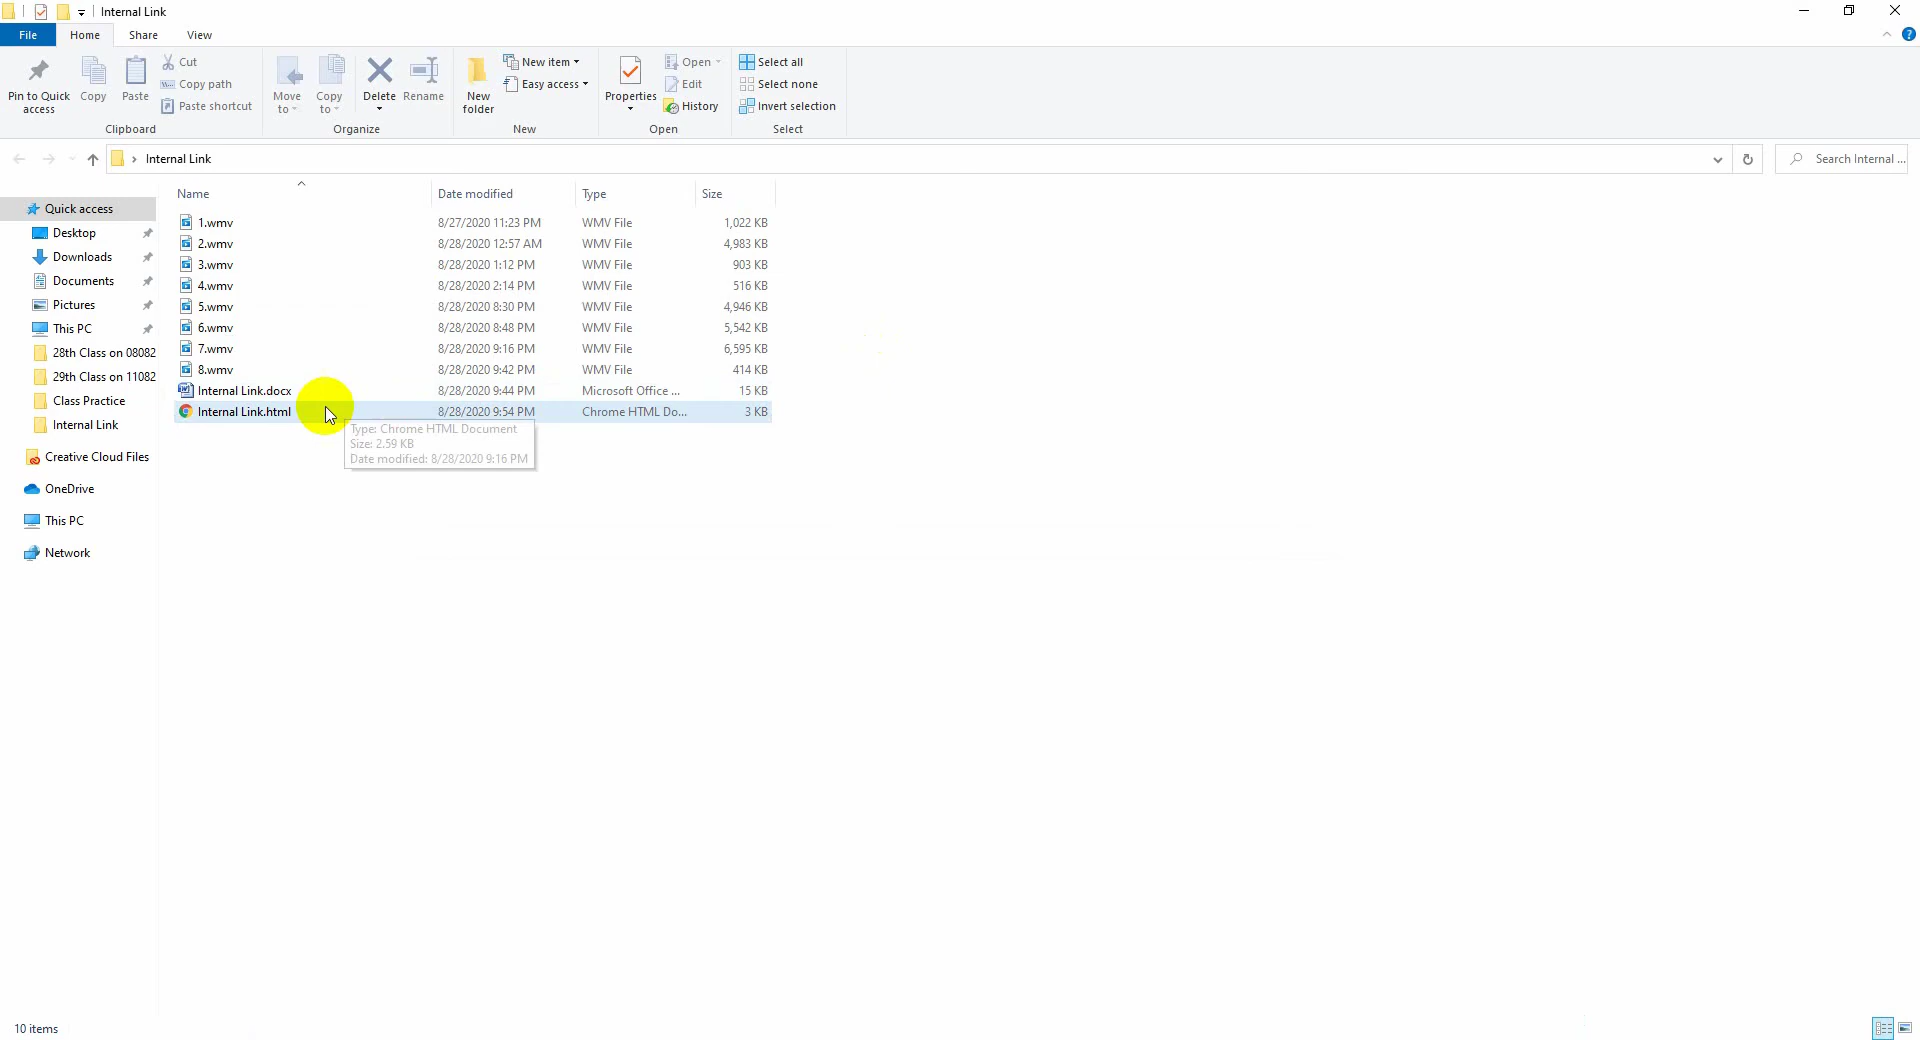 Internal Link
File Home Share View
Pin to Quick access
Copy
Paste
Cut
Copy path
Paste shortcut
Clipboard
Move to
Copy to
Delete
Rename
Organize
New folder
New item
Easy access
New
Properties
Open
Edit
History
Open
Select all
Select none
Invert selection
Select
Internal Link
Search Internal ...
Name Date modified Type Size
1.wmv 8/27/2020 11:23 PM WMV File 1,022 KB
2.wmv 8/28/2020 12:57 AM WMV File 4,983 KB
3.wmv 8/28/2020 1:12 PM WMV File 903 KB
4.wmv 8/28/2020 2:14 PM WMV File 516 KB
5.wmv 8/28/2020 8:30 PM WMV File 4,946 KB
6.wmv 8/28/2020 8:48 PM WMV File 5,542 KB
7.wmv 8/28/2020 9:16 PM WMV File 6,595 KB
8.wmv 8/28/2020 9:42 PM WMV File 414 KB
Internal Link.docx 8/28/2020 9:44 PM Microsoft Office ... 15 KB
Internal Link.html 8/28/2020 9:54 PM Chrome HTML Do... 3 KB
Type: Chrome HTML Document
Size: 2.59 KB
Date modified: 8/28/2020 9:16 PM
Quick access
Desktop
Downloads
Documents
Pictures
This PC
28th Class on 08082
29th Class on 11082
Class Practice
Internal Link
Creative Cloud Files
OneDrive
This PC
Network
10 items